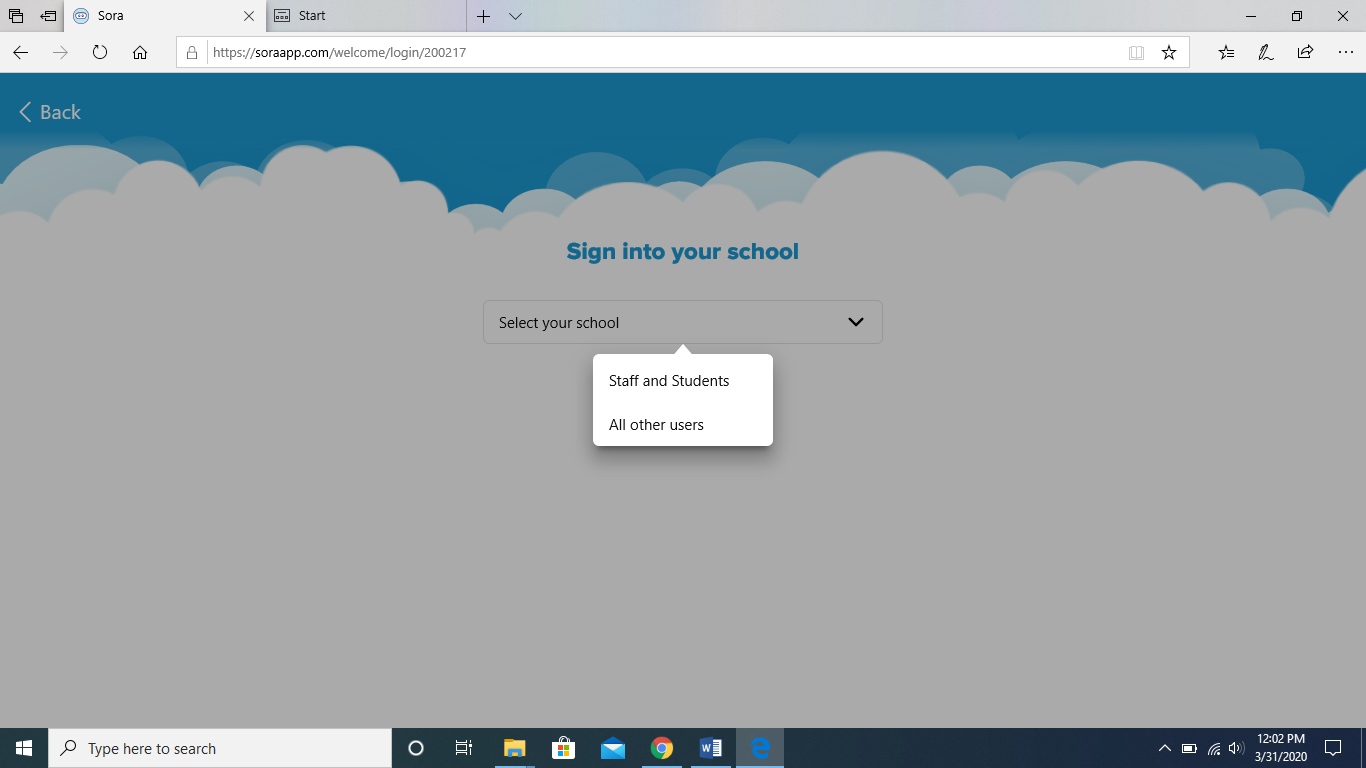 Sora
Start
https://soraapp.com/welcome/login/200217
Back
Sign into your school
Select your school
Staff and Students
All other users
Type here to search
12:02 PM
3/31/2020